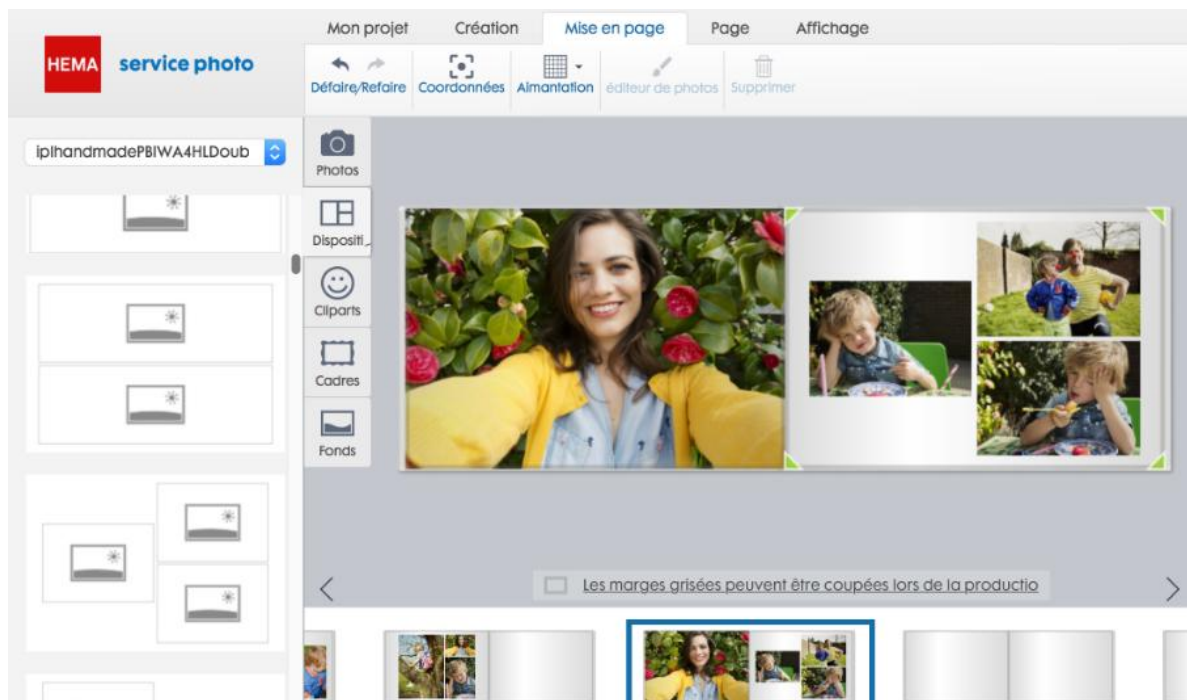 Mon projet Création Mise en page Page Affichage
HEMA service photo
Défaire/Refaire Coordonnées Aimantation éditeur de photos Supprimer
iplhandmadePBIWA4HLDoub
Photos
Dispositi
Cliparts
Cadres
Fonds
Les marges grisées peuvent être coupées lors de la productio